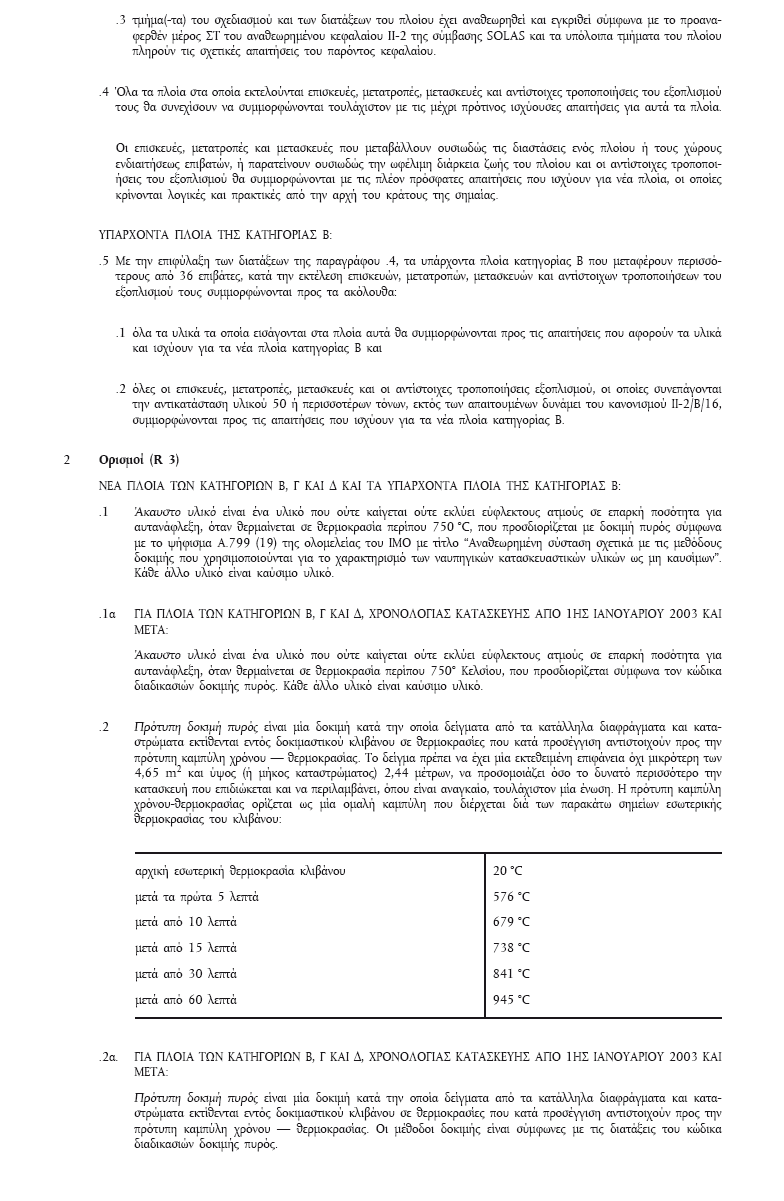 .3 τμήμα(-τα) του σχεδιασμού και των διατάξεων του πλοίου έχει αναθεωρηθεί και εγκριθεί σύμφωνα με το προανα-
φερθέν μέρος ΣΤ του αναθεωρημένου κεφαλαίου II-2 της σύμβασης SOLAS και τα υπόλοιπα τμήματα του πλοίου
πληρούν τις σχετικές απαιτήσεις του παρόντος κεφαλαίου.
.4 Όλα τα πλοία στα οποία εκτελούνται επισκευές, μετατροπές, μετασκευές και αντίστοιχες τροποποιήσεις του εξοπλισμού
τους θα συνεχίσουν να συμμορφώνονται τουλάχιστον με τις μέχρι πρότινος ισχύουσες απαιτήσεις για αυτά τα πλοία.
Οι επισκευές, μετατροπές και μετασκευές που μεταβάλλουν ουσιωδώς τις διαστάσεις ενός πλοίου ή τους χώρους
ενδιαιτήσεως επιβατών, ή παρατείνουν ουσιωδώς την ωφέλιμη διάρκεια ζωής του πλοίου και οι αντίστοιχες τροποποι-
ήσεις του εξοπλισμού θα συμμορφώνονται με τις πλέον πρόσφατες απαιτήσεις που ισχύουν για νέα πλοία, οι οποίες
κρίνονται λογικές και πρακτικές από την αρχή του κράτους της σημαίας.
ΥΠΑΡΧΟΝΤΑ ΠΛΟΙΑ ΤΗΣ ΚΑΤΗΓΟΡΙΑΣ Β:
.5 Με την επιφύλαξη των διατάξεων της παραγράφου .4, τα υπάρχοντα πλοία κατηγορίας Β που μεταφέρουν περισσό-
τερους από 36 επιβάτες, κατά την εκτέλεση επισκευών, μετατροπών, μετασκευών και αντίστοιχων τροποποιήσεων του
εξοπλισμού τους συμμορφώνονται προς τα ακόλουθα:
.1 όλα τα υλικά τα οποία εισάγονται στα πλοία αυτά θα συμμορφώνονται προς τις απαιτήσεις που αφορούν τα υλικά
και ισχύουν για τα νέα πλοία κατηγορίας Β και
.2 όλες οι επισκευές, μετατροπές, μετασκευές και οι αντίστοιχες τροποποιήσεις εξοπλισμού, οι οποίες συνεπάγονται
την αντικατάσταση υλικού 50 ή περισσοτέρων τόνων, εκτός των απαιτουμένων δυνάμει του κανονισμού II-2/B/16,
συμμορφώνονται προς τις απαιτήσεις που ισχύουν για τα νέα πλοία κατηγορίας Β.
2 Ορισμοί (R 3)
ΝΕΑ ΠΛΟΙΑ ΤΩΝ ΚΑΤΗΓΟΡΙΩΝ Β, Γ ΚΑΙ Δ ΚΑΙ ΤΑ ΥΠΑΡΧΟΝΤΑ ΠΛΟΙΑ ΤΗΣ ΚΑΤΗΓΟΡΙΑΣ Β:
.1 Άκαυστο υλικό είναι ένα υλικό που ούτε καίγεται ούτε εκλύει εύφλεκτους ατμούς σε επαρκή ποσότητα για
αυτανάφλεξη, όταν θερμαίνεται σε θερμοκρασία περίπου 750 °C, που προσδιορίζεται με δοκιμή πυρός σύμφωνα
με το ψήφισμα A.799 (19) της ολομελείας του ΙΜΟ με τίτλο “Αναθεωρημένη σύσταση σχετικά με τις μεθόδους
δοκιμής που χρησιμοποιούνται για το χαρακτηρισμό των ναυπηγικών κατασκευαστικών υλικών ως μη καυσίμων”.
Κάθε άλλο υλικό είναι καύσιμο υλικό.
.1α ΓΙΑ ΠΛΟΙΑ ΤΩΝ ΚΑΤΗΓΟΡΙΩΝ Β, Γ ΚΑΙ Δ, ΧΡΟΝΟΛΟΓΙΑΣ ΚΑΤΑΣΚΕΥΗΣ ΑΠΟ 1ΗΣ ΙΑΝΟΥΑΡΙΟΥ 2003 ΚΑΙ
ΜΕΤΑ:
Άκαυστο υλικό είναι ένα υλικό που ούτε καίγεται ούτε εκλύει εύφλεκτους ατμούς σε επαρκή ποσότητα για
αυτανάφλεξη, όταν θερμαίνεται σε θερμοκρασία περίπου 750° Κελσίου, που προσδιορίζεται σύμφωνα τον κώδικα
διαδικασιών δοκιμής πυρός. Κάθε άλλο υλικό είναι καύσιμο υλικό.
.2 Πρότυπη δοκιμή πυρός είναι μία δοκιμή κατά την οποία δείγματα από τα κατάλληλα διαφράγματα και κατα-
στρώματα εκτίθενται εντός δοκιμαστικού κλιβάνου σε θερμοκρασίες που κατά προσέγγιση αντιστοιχούν προς την
πρότυπη καμπύλη χρόνου — θερμοκρασίας. Το δείγμα πρέπει να έχει μία εκτεθειμένη επιφάνεια όχι μικρότερη των
4,65 m² και ύψος (ή μήκος καταστρώματος) 2,44 μέτρων, να προσομοιάζει όσο το δυνατό περισσότερο την
κατασκευή που επιδιώκεται και να περιλαμβάνει, όπου είναι αναγκαίο, τουλάχιστον μία ένωση. Η πρότυπη καμπύλη
χρόνου-θερμοκρασίας ορίζεται ως μία ομαλή καμπύλη που διέρχεται διά των παρακάτω σημείων εσωτερικής
θερμοκρασίας του κλιβάνου:
αρχική εσωτερική θερμοκρασία κλιβάνου 20 °C
μετά τα πρώτα 5 λεπτά 576 °C
μετά από 10 λεπτά 679 °C
μετά από 15 λεπτά 738 °C
μετά από 30 λεπτά 841 °C
μετά από 60 λεπτά 945 °C
.2α. ΓΙΑ ΠΛΟΙΑ ΤΩΝ ΚΑΤΗΓΟΡΙΩΝ Β, Γ ΚΑΙ Δ, ΧΡΟΝΟΛΟΓΙΑΣ ΚΑΤΑΣΚΕΥΗΣ ΑΠΟ 1ΗΣ ΙΑΝΟΥΑΡΙΟΥ 2003 ΚΑΙ
ΜΕΤΑ:
Πρότυπη δοκιμή πυρός είναι μία δοκιμή κατά την οποία δείγματα από τα κατάλληλα διαφράγματα και κατα-
στρώματα εκτίθενται εντός δοκιμαστικού κλιβάνου σε θερμοκρασίες που κατά προσέγγιση αντιστοιχούν προς την
πρότυπη καμπύλη χρόνου — θερμοκρασίας. Οι μέθοδοι δοκιμής είναι σύμφωνες με τις διατάξεις του κώδικα
διαδικασιών δοκιμής πυρός.